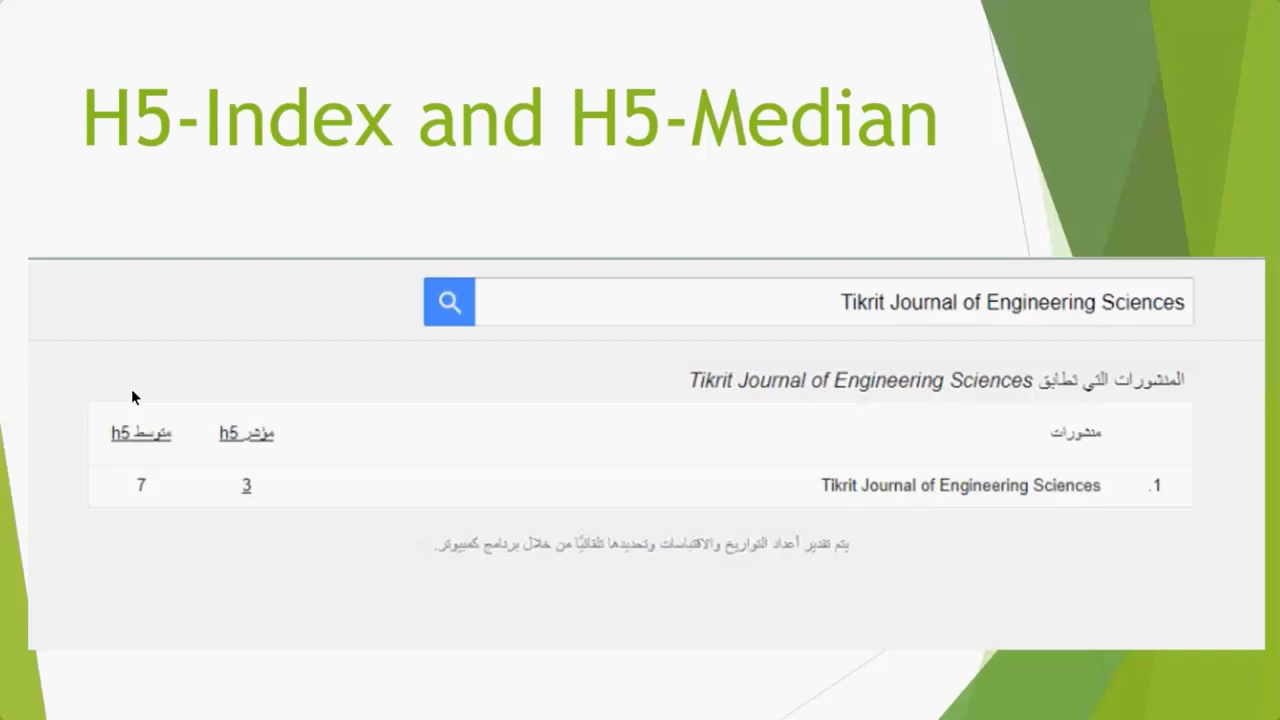 H5-Index and H5-Median
Tikrit Journal of Engineering Sciences
المنشورات التي تطابق Tikrit Journal of Engineering Sciences
منشورات مؤشر h5 متوسط h5
1. Tikrit Journal of Engineering Sciences 3 7
يتم تقدير أعداد التواريخ والاقتباسات وتحديدها تلقائيًا من خلال برنامج كمبيوتر.